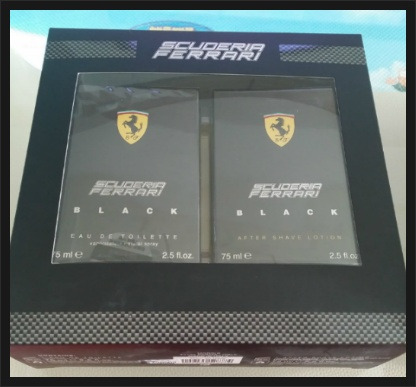 SCUDERIA
FERRARI
SCUDERIA
FERRARI
BLACK
EAU DE TOILETTE
75 ml e 2.5 fl.oz.
SCUDERIA
FERRARI
BLACK
AFTER SHAVE LOTION
75 ml e 2.5 fl.oz